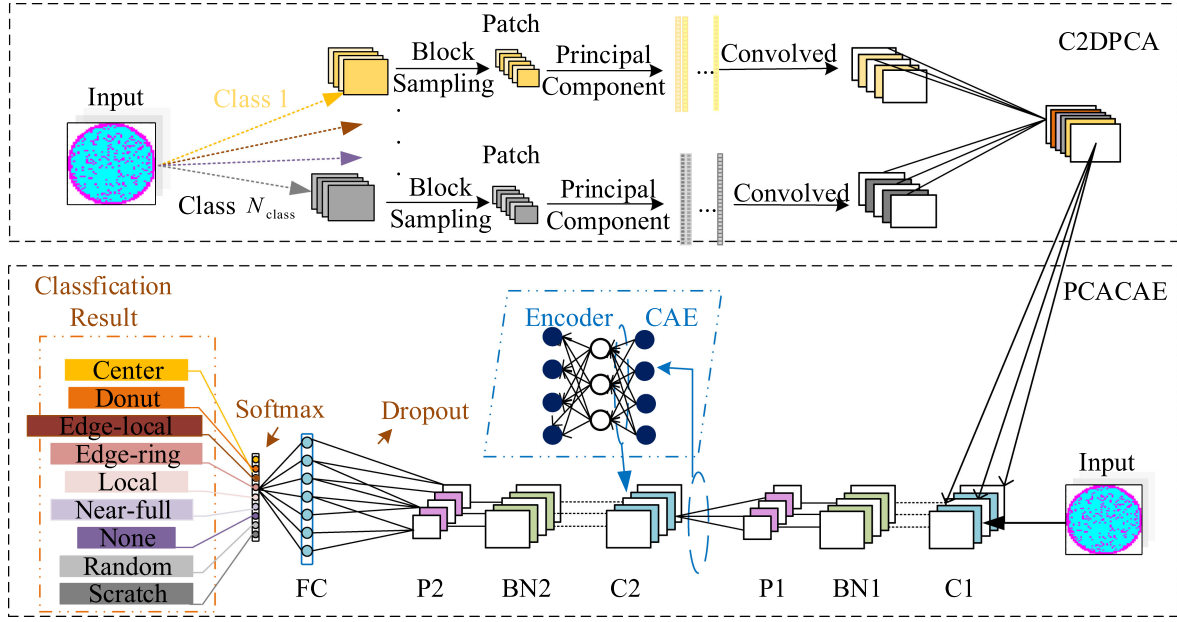 C2DPCA
Input
Class 1
Class N_class
Block
Sampling
Patch
Principal
Component
...
Convolved
Block
Sampling
Patch
Principal
Component
...
Convolved
PCACAE
Classfication
Result
Center
Donut
Edge-local
Edge-ring
Local
Near-full
None
Random
Scratch
Softmax
Dropout
Encoder
CAE
Input
FC
P2
BN2
C2
P1
BN1
C1